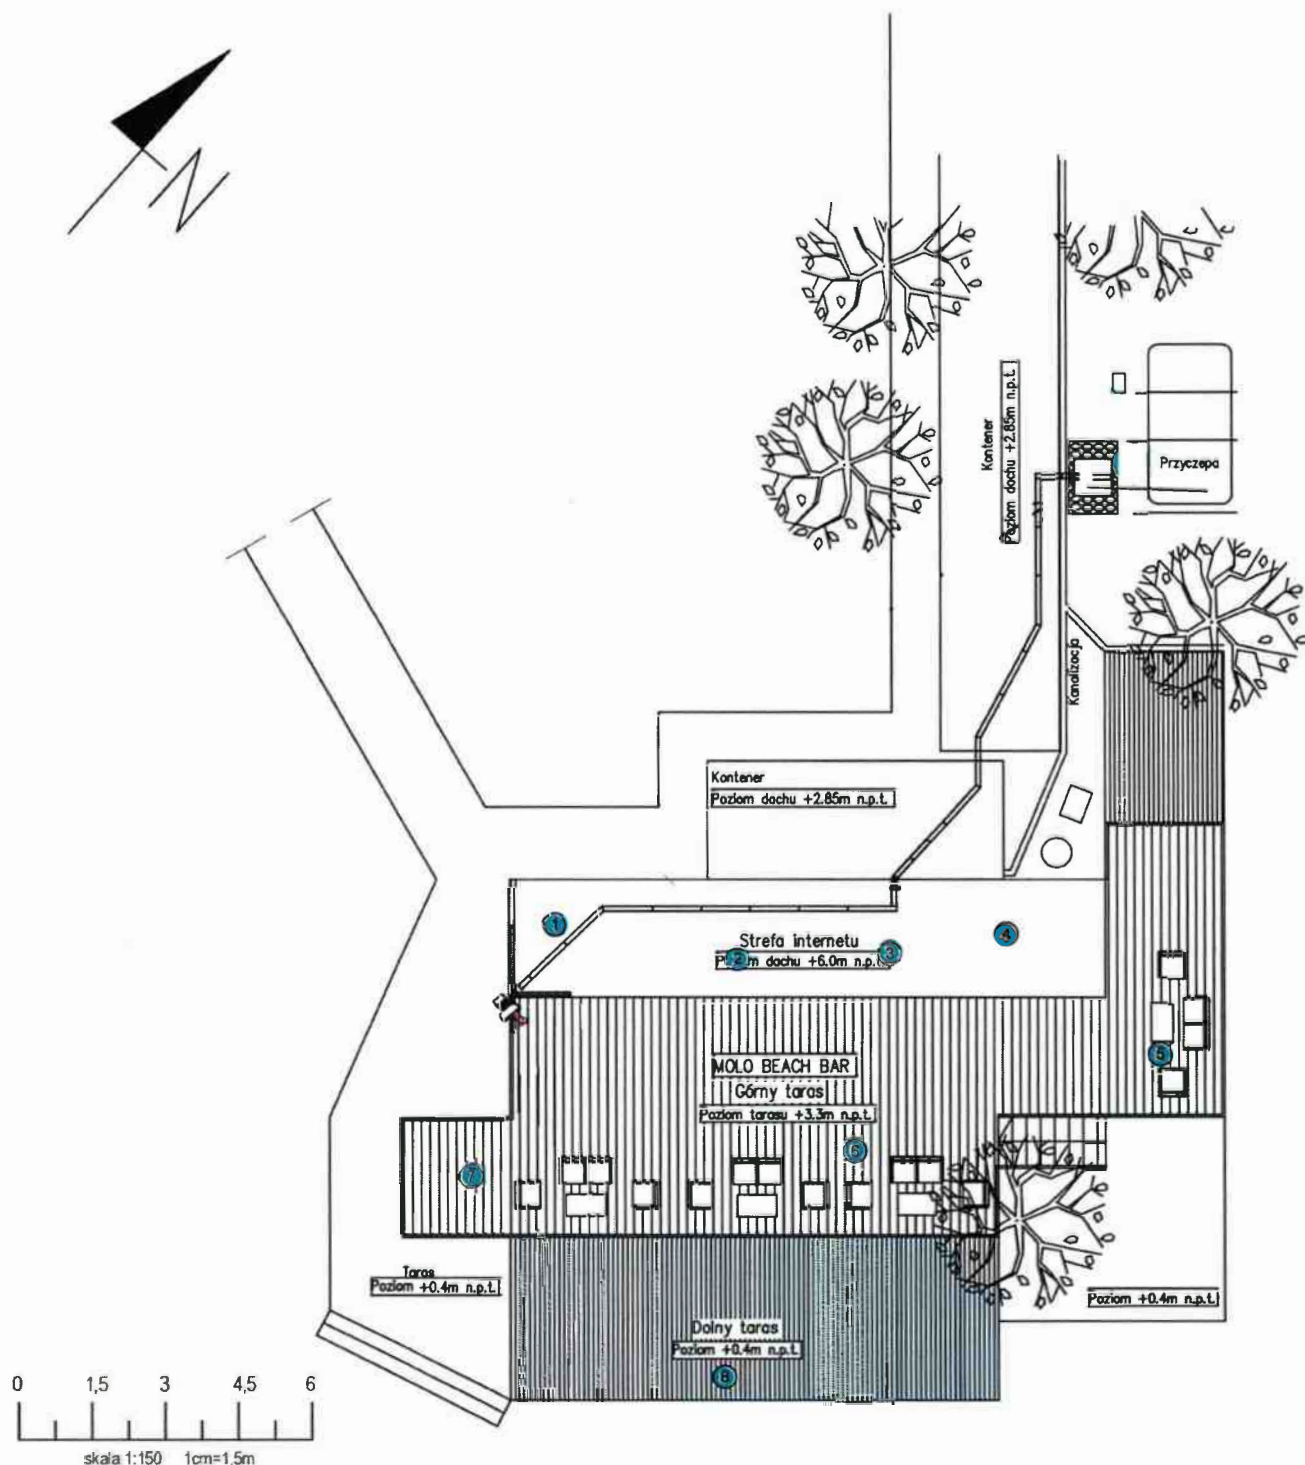 N
Kontener
Poziom dachu +2.85m n.p.t.
Przyczepa
Kanalizacja
Kontener
Poziom dachu +2.85m n.p.t.
1
4
Strefa internetu
3
2
dachu +6.0m n.p.t.
5
MOLO BEACH BAR
Górny taras
Poziom tarasu +3.3m n.p.t.
6
7
Taras
Poziom +0.4m n.p.t.
Poziom +0.4m n.p.t.
Dolny taras
Poziom +0.4m n.p.t.
8
0 1,5 3 4,5 6
skala 1:150 1cm=1,5m